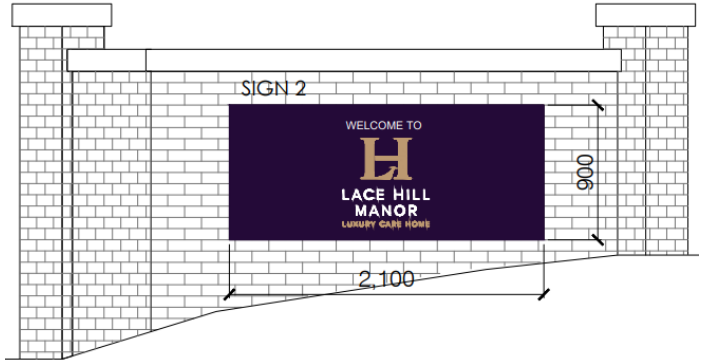 SIGN 2
WELCOME TO
LH
LACE HILL
MANOR
LUXURY CARE HOME
900
2,100